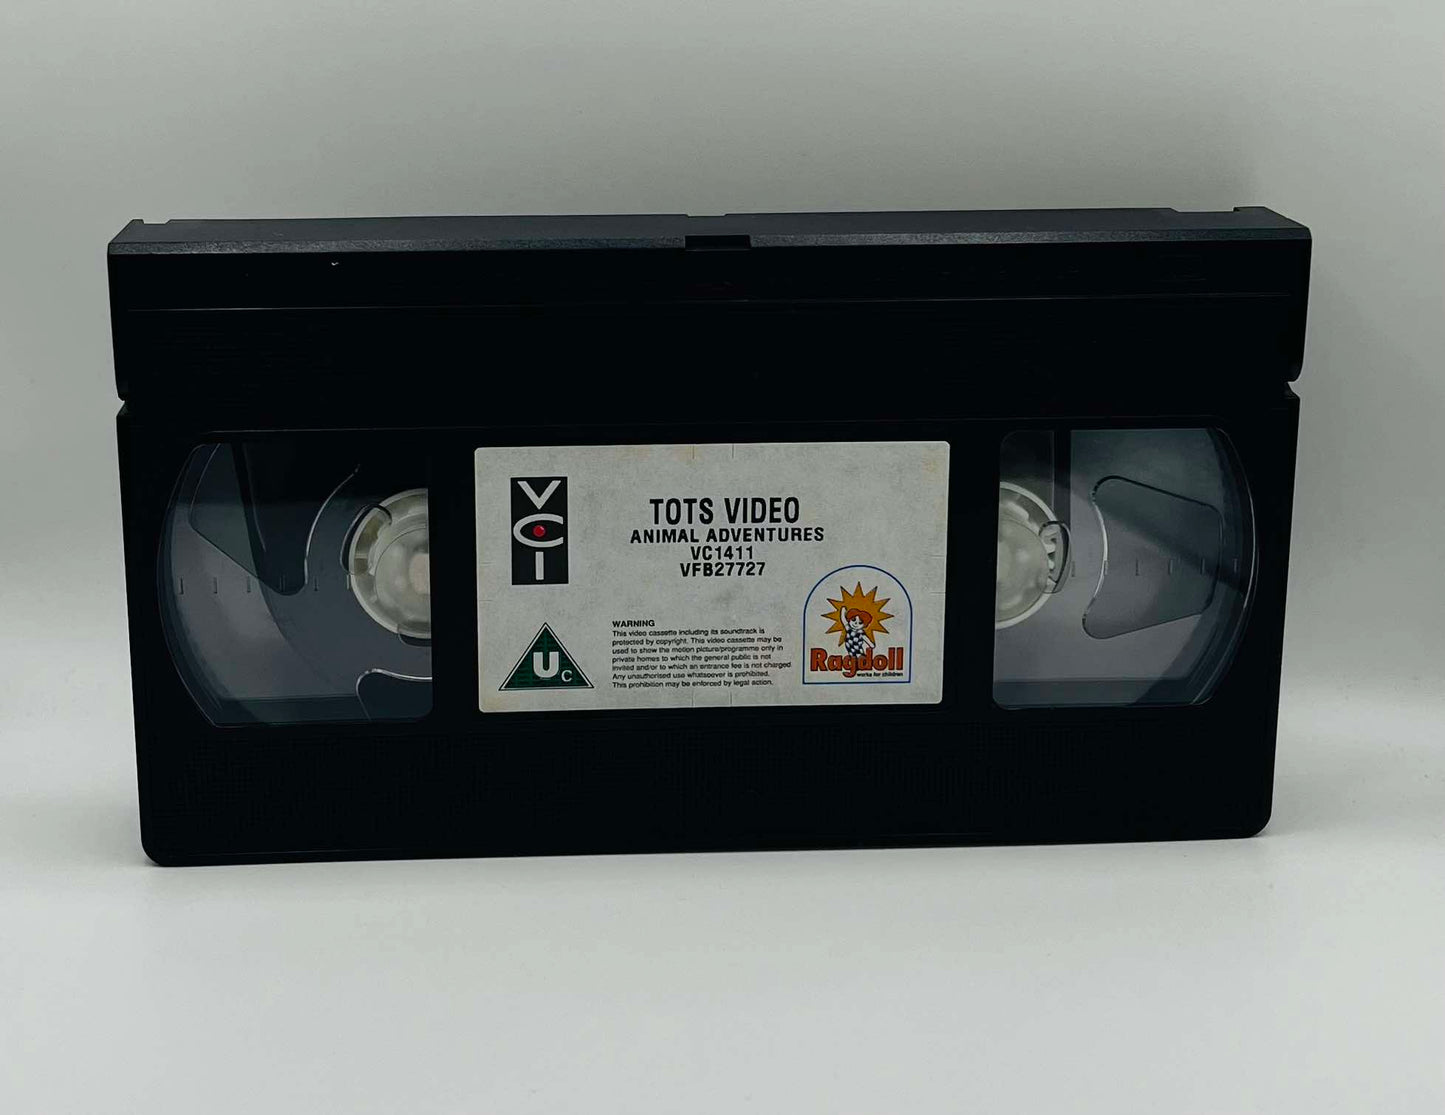 VCI
TOTS VIDEO
ANIMAL ADVENTURES
VC1411
VFB27727
WARNING
This video cassette including its soundtrack is
protected by copyright. This video cassette may be
used to show the motion picture/programme only in
private homes to which the general public is not
invited and/or to which an entrance fee is not charged.
Any unauthorised use whatsoever is prohibited.
This prohibition may be enforced by legal action.
Uc
Ragdoll
works for children